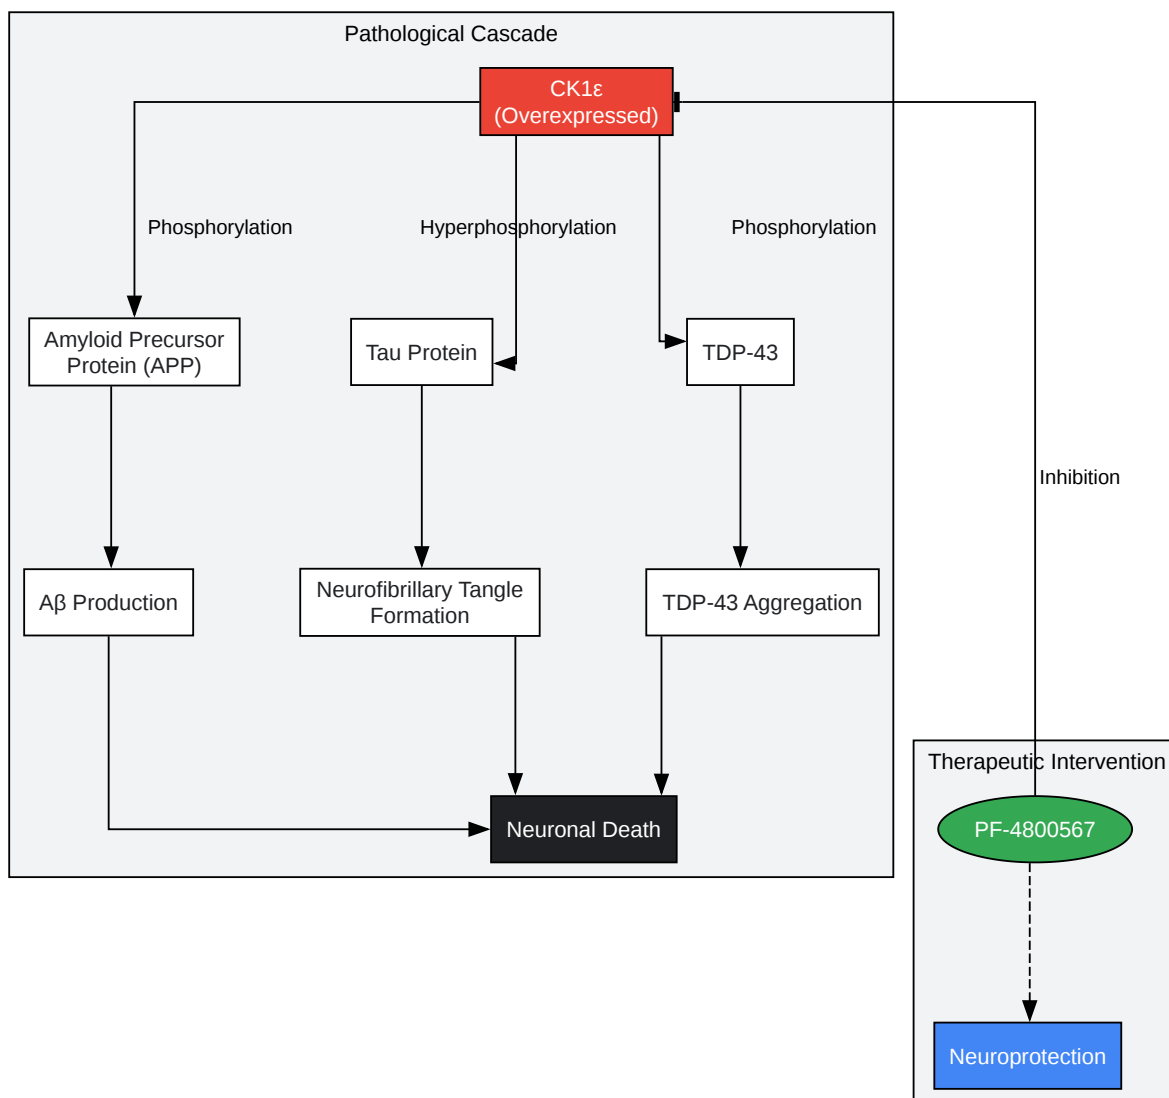 Pathological Cascade
CK1ε
(Overexpressed)
Phosphorylation
Hyperphosphorylation
Phosphorylation
Amyloid Precursor
Protein (APP)
Tau Protein
TDP-43
Inhibition
Aβ Production
Neurofibrillary Tangle
Formation
TDP-43 Aggregation
Therapeutic Intervention
Neuronal Death
PF-4800567
Neuroprotection